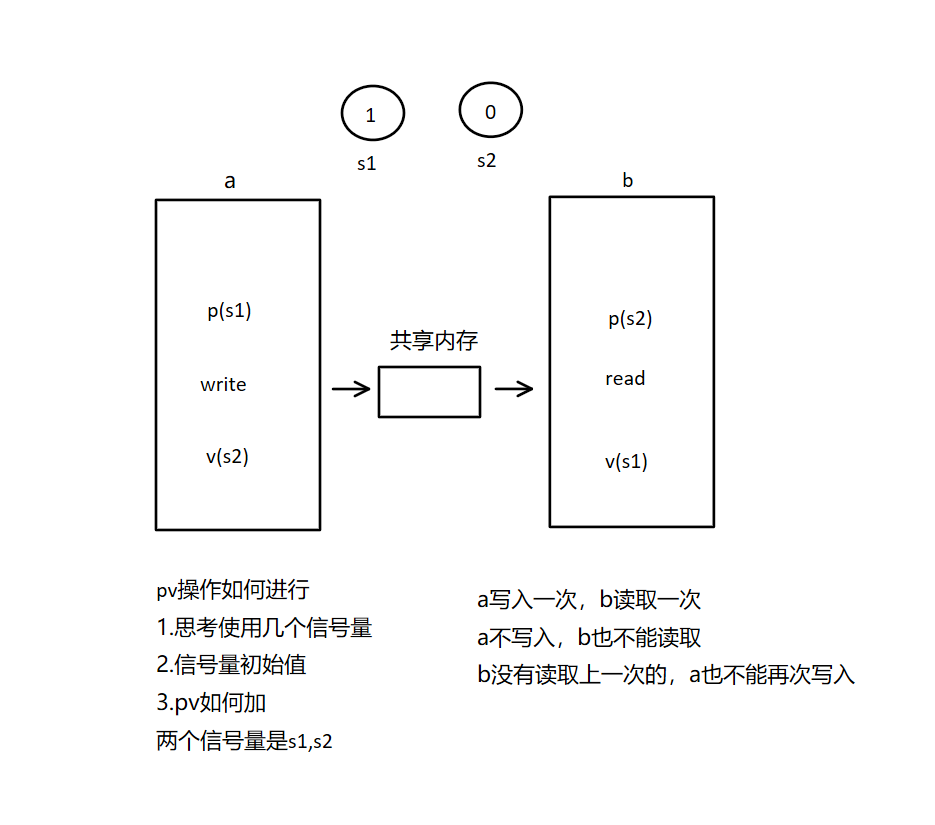 1
0
s1
s2
a
b
p(s1)
write
v(s2)
共享内存
p(s2)
read
v(s1)
pv操作如何进行
1.思考使用几个信号量
2.信号量初始值
3.pv如何加
两个信号量是s1,s2
a写入一次，b读取一次
a不写入，b也不能读取
b没有读取上一次的，a也不能再次写入